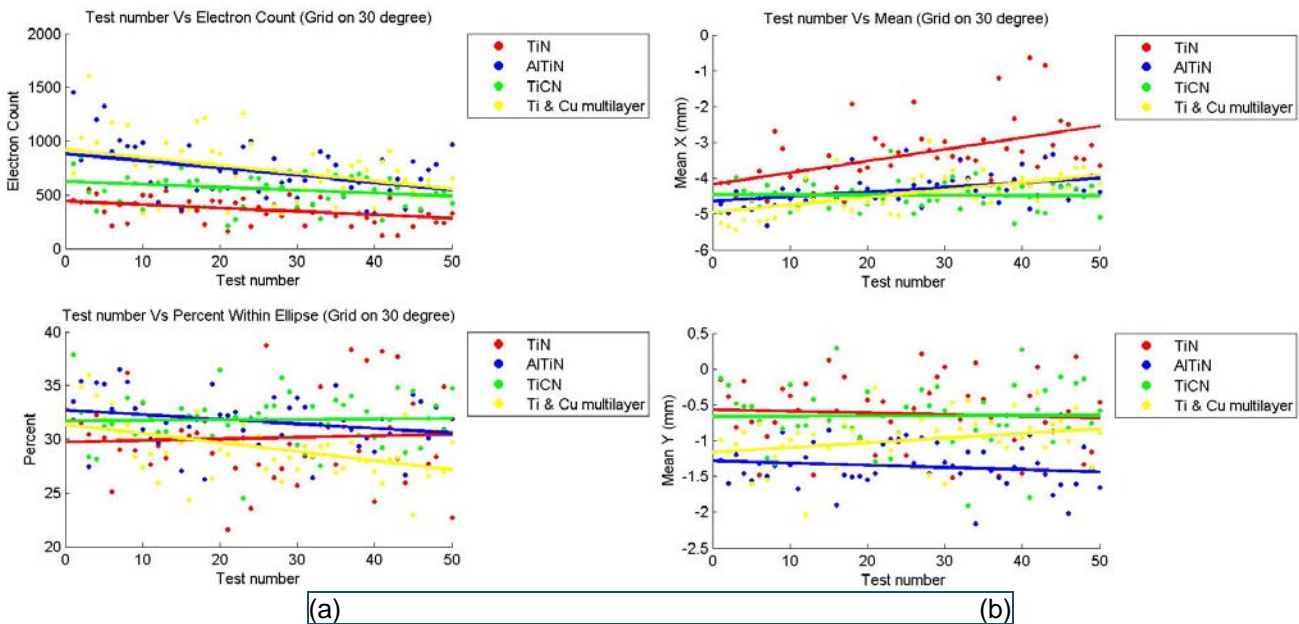 Test number Vs Electron Count (Grid on 30 degree)
2000
1500
1000
500
0
Electron Count
0 10 20 30 40 50
Test number
TiN
AlTiN
TiCN
Ti & Cu multilayer
Test number Vs Mean (Grid on 30 degree)
0
-1
-2
-3
-4
-5
-6
Mean X (mm)
0 10 20 30 40 50
Test number
TiN
AlTiN
TiCN
Ti & Cu multilayer
Test number Vs Percent Within Ellipse (Grid on 30 degree)
40
35
30
25
20
Percent
0 10 20 30 40 50
Test number
TiN
AlTiN
TiCN
Ti & Cu multilayer
0.5
0
-0.5
-1
-1.5
-2
-2.5
Mean Y (mm)
0 10 20 30 40 50
Test number
TiN
AlTiN
TiCN
Ti & Cu multilayer
(a) (b)